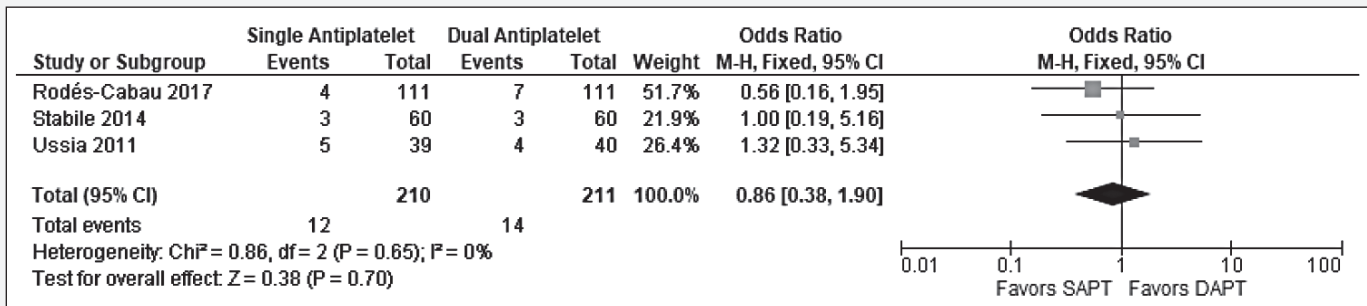 Single Antiplatelet Dual Antiplatelet Odds Ratio Odds Ratio
Study or Subgroup Events Total Events Total Weight M-H, Fixed, 95% CI M-H, Fixed, 95% CI
Rodés-Cabau 2017 4 111 7 111 51.7% 0.56 [0.16, 1.95]
Stabile 2014 3 60 3 60 21.9% 1.00 [0.19, 5.16]
Ussia 2011 5 39 4 40 26.4% 1.32 [0.33, 5.34]
Total (95% CI) 210 211 100.0% 0.86 [0.38, 1.90]
Total events 12 14
Heterogeneity: Chi² = 0.86, df = 2 (P = 0.65); I² = 0%
Test for overall effect: Z = 0.38 (P = 0.70)
0.01 0.1 1 10 100
Favors SAPT Favors DAPT